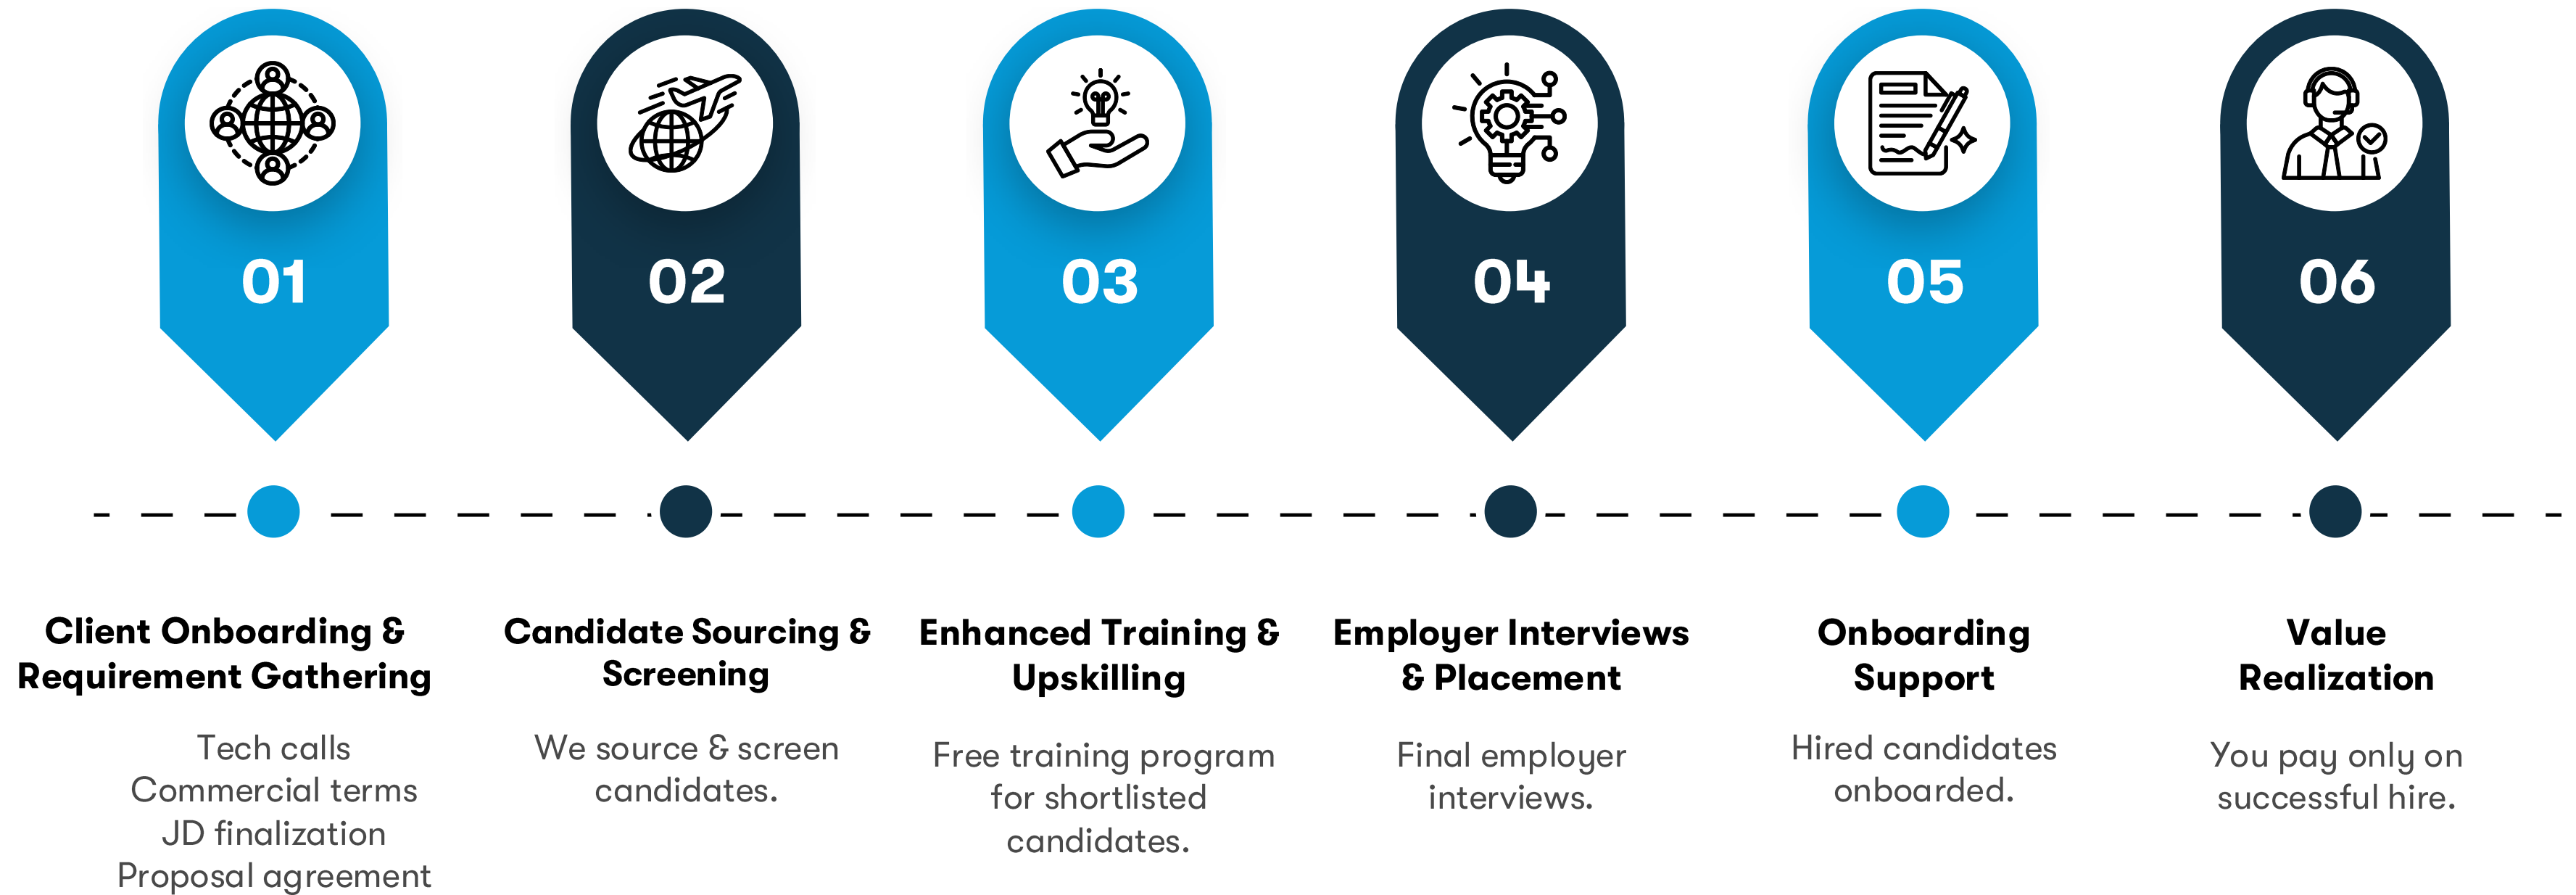 01
02
03
04
05
06
Client Onboarding &
Requirement Gathering
Tech calls
Commercial terms
JD finalization
Proposal agreement
Candidate Sourcing &
Screening
We source & screen
candidates.
Enhanced Training &
Upskilling
Free training program
for shortlisted
candidates.
Employer Interviews
& Placement
Final employer
interviews.
Onboarding
Support
Hired candidates
onboarded.
Value
Realization
You pay only on
successful hire.